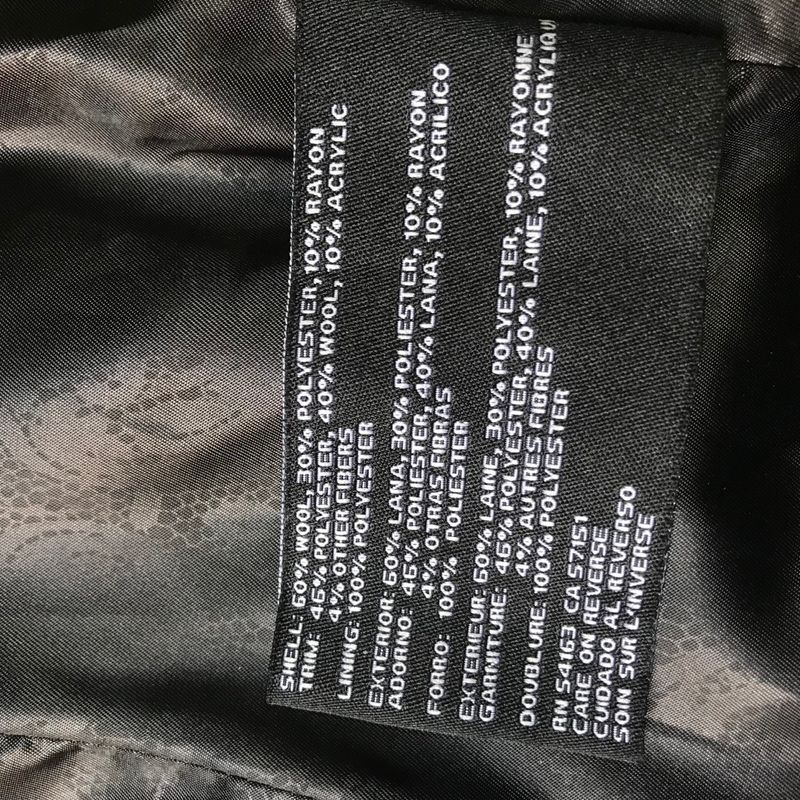 SHELL: 60% WOOL, 30% POLYESTER, 10% RAYON
TRIM: 46% POLYESTER, 40% WOOL, 10% ACRYLIC
4% OTHER FIBERS
LINING: 100% POLYESTER
EXTERIOR: 60% LANA, 30% POLIESTER, 10% RAYON
ADORNO: 46% POLIESTER, 40% LANA, 10% ACRILICO
4% OTRAS FIBRAS
FORRO: 100% POLIESTER
EXTERIEUR: 60% LAINE, 30% POLYESTER, 10% RAYONNE
GARNITURE: 46% POLYESTER, 40% LAINE, 10% ACRYLIQU
4% AUTRES FIBRES
DOUBLURE: 100% POLYESTER
RN 54163 CA 57151
CARE ON REVERSE
CUIDADO AL REVERSO
SOIN SUR L'INVERSE